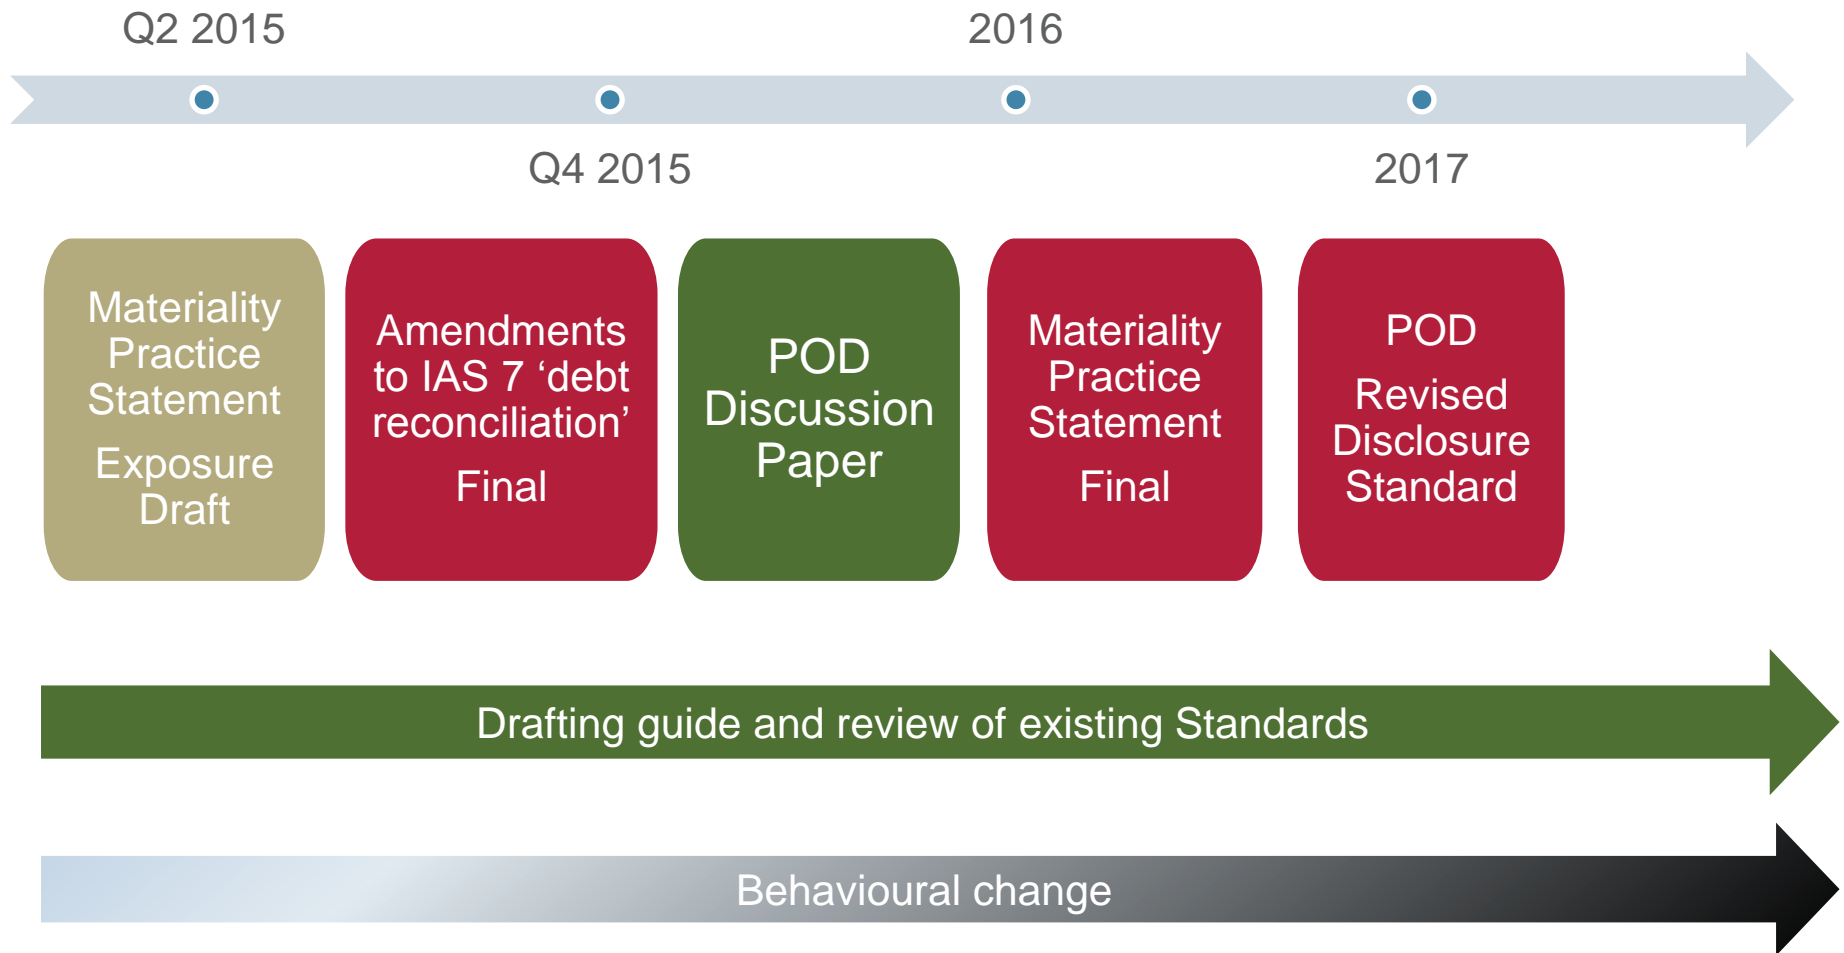 Q2 2015
2016
Q4 2015
2017
Materiality
Practice
Statement
Exposure
Draft
Amendments
to IAS 7 ‘debt
reconciliation’
Final
POD
Discussion
Paper
Materiality
Practice
Statement
Final
POD
Revised
Disclosure
Standard
Drafting guide and review of existing Standards
Behavioural change